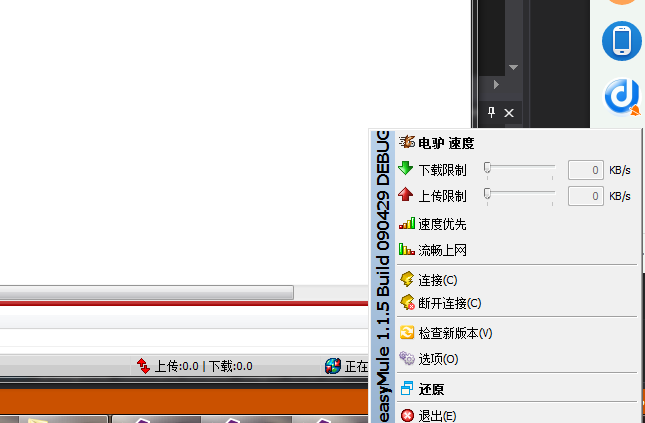 电驴 速度
下载限制 0 KB/s
上传限制 0 KB/s
速度优先
流畅上网
连接(C)
断开连接(C)
检查新版本(V)
选项(O)
还原
退出(E)
easyMule 1.1.5 Build 090429 DEBUG
上传:0.0 | 下载:0.0
正在